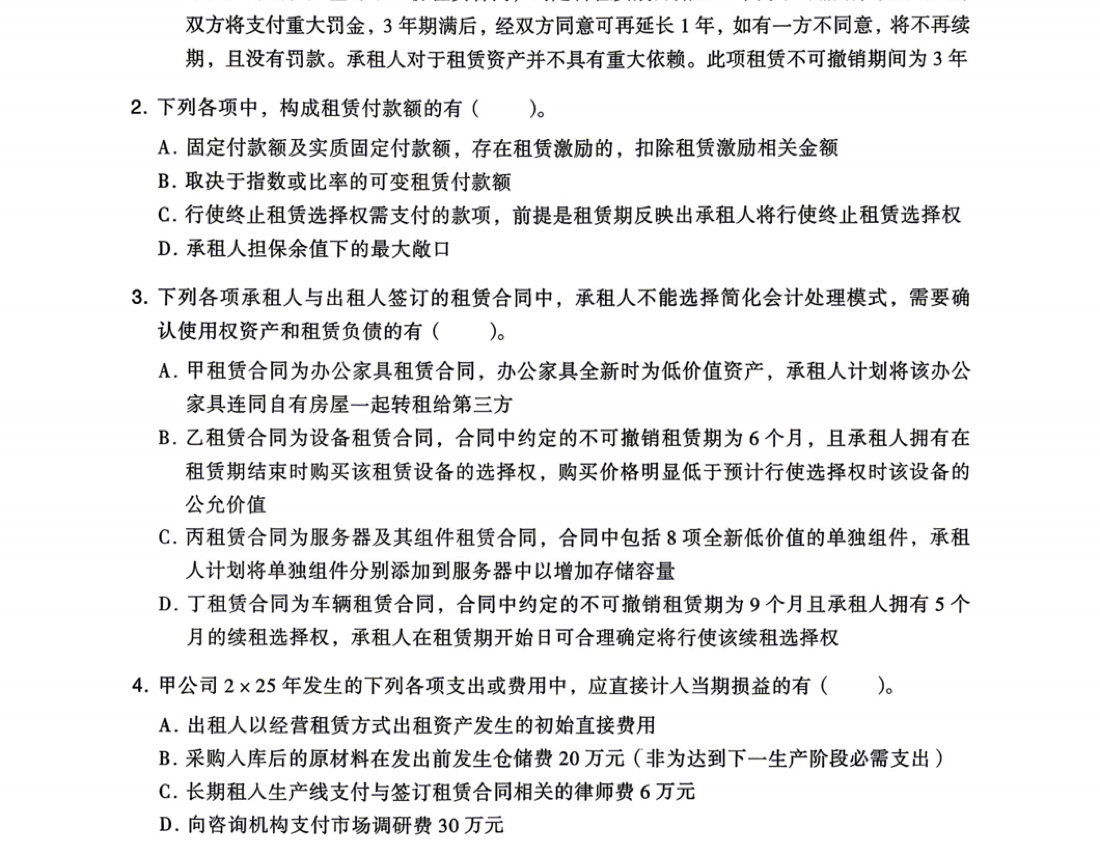 双方将支付重大罚金，3 年期满后，经双方同意可再延长 1 年，如有一方不同意，将不再续
期，且没有罚款。承租人对于租赁资产并不具有重大依赖。此项租赁不可撤销期间为 3 年
2. 下列各项中，构成租赁付款额的有（　　）。
A. 固定付款额及实质固定付款额，存在租赁激励的，扣除租赁激励相关金额
B. 取决于指数或比率的可变租赁付款额
C. 行使终止租赁选择权需支付的款项，前提是租赁期反映出承租人将行使终止租赁选择权
D. 承租人担保余值下的最大敞口
3. 下列各项承租人与出租人签订的租赁合同中，承租人不能选择简化会计处理模式，需要确
认使用权资产和租赁负债的有（　　）。
A. 甲租赁合同为办公家具租赁合同，办公家具全新时为低价值资产，承租人计划将该办公
家具连同自有房屋一起转租给第三方
B. 乙租赁合同为设备租赁合同，合同中约定的不可撤销租赁期为 6 个月，且承租人拥有在
租赁期结束时购买该租赁设备的选择权，购买价格明显低于预计行使选择权时该设备的
公允价值
C. 丙租赁合同为服务器及其组件租赁合同，合同中包括 8 项全新低价值的单独组件，承租
人计划将单独组件分别添加到服务器中以增加存储容量
D. 丁租赁合同为车辆租赁合同，合同中约定的不可撤销租赁期为 9 个月且承租人拥有 5 个
月的续租选择权，承租人在租赁期开始日可合理确定将行使该续租选择权
4. 甲公司 2×25 年发生的下列各项支出或费用中，应直接计入当期损益的有（　　）。
A. 出租人以经营租赁方式出租资产发生的初始直接费用
B. 采购入库后的原材料在发出前发生仓储费 20 万元（非为达到下一生产阶段必需支出）
C. 长期租入生产线支付与签订租赁合同相关的律师费 6 万元
D. 向咨询机构支付市场调研费 30 万元